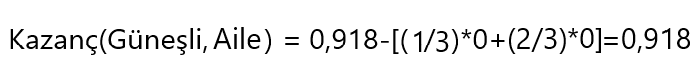 Kazanç(Güneşli, Aile) = 0,918-[(1/3)*0+(2/3)*0]=0,918